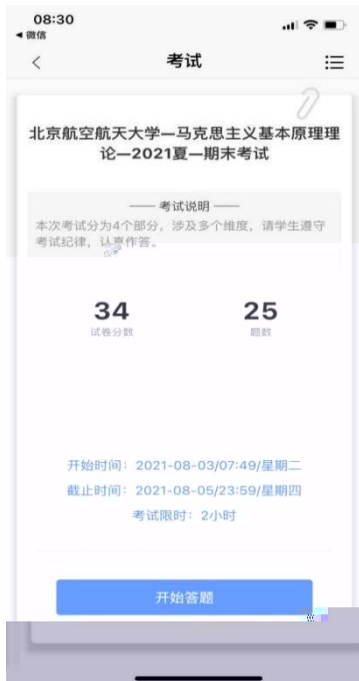 08:30
微信
考试
北京航空航天大学—马克思主义基本原理理
论—2021夏—期末考试
考试说明
本次考试分为4个部分，涉及多个维度，请学生遵守
考试纪律，认真作答。
34 25
试卷分数 题数
开始时间：2021-08-03/07:49/星期二
截止时间：2021-08-05/23:59/星期四
考试限时：2小时
开始答题